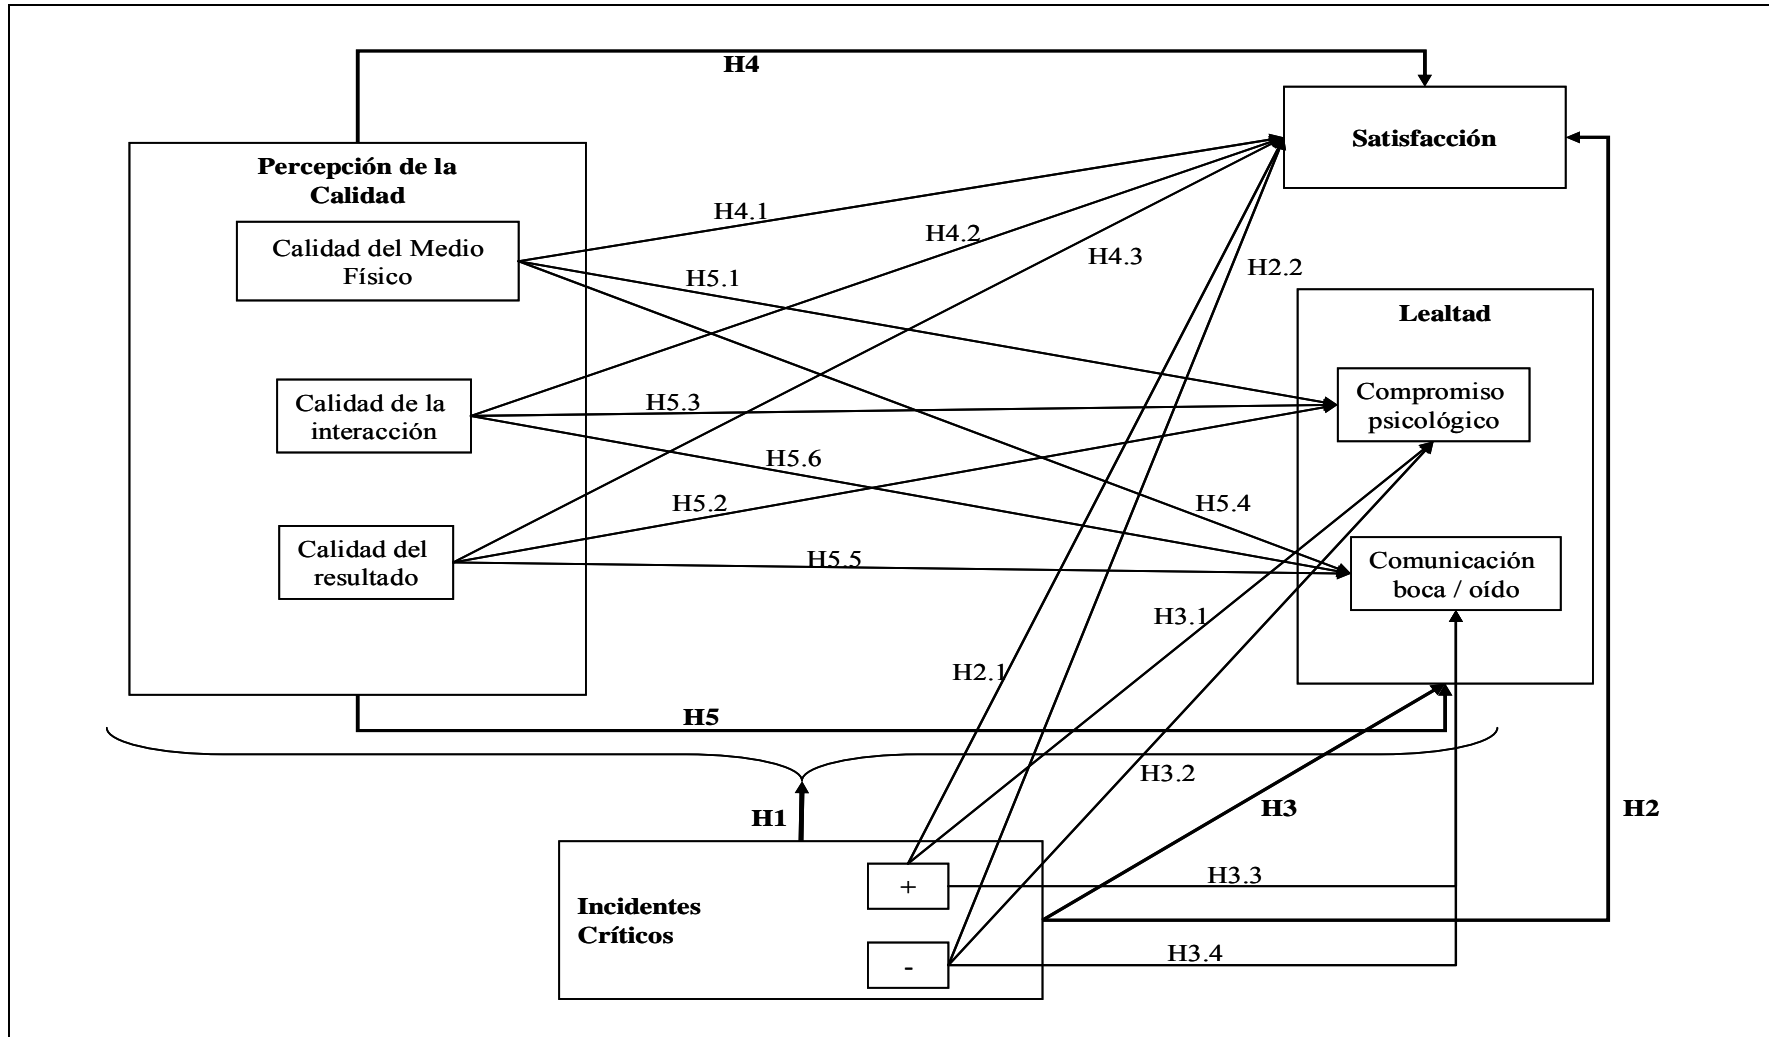 H4
Satisfacción
Percepción de la
Calidad
H4.1
H4.2
H4.3
H2.2
Calidad del Medio
Físico
H5.1
Lealtad
Calidad de la
interacción
H5.3
Compromiso
psicológico
H5.6
H5.2
H5.4
Calidad del
resultado
H5.5
Comunicación
boca / oído
H3.1
H2.1
H5
H3.2
H1
H3
H2
+
H3.3
Incidentes
Críticos
-
H3.4